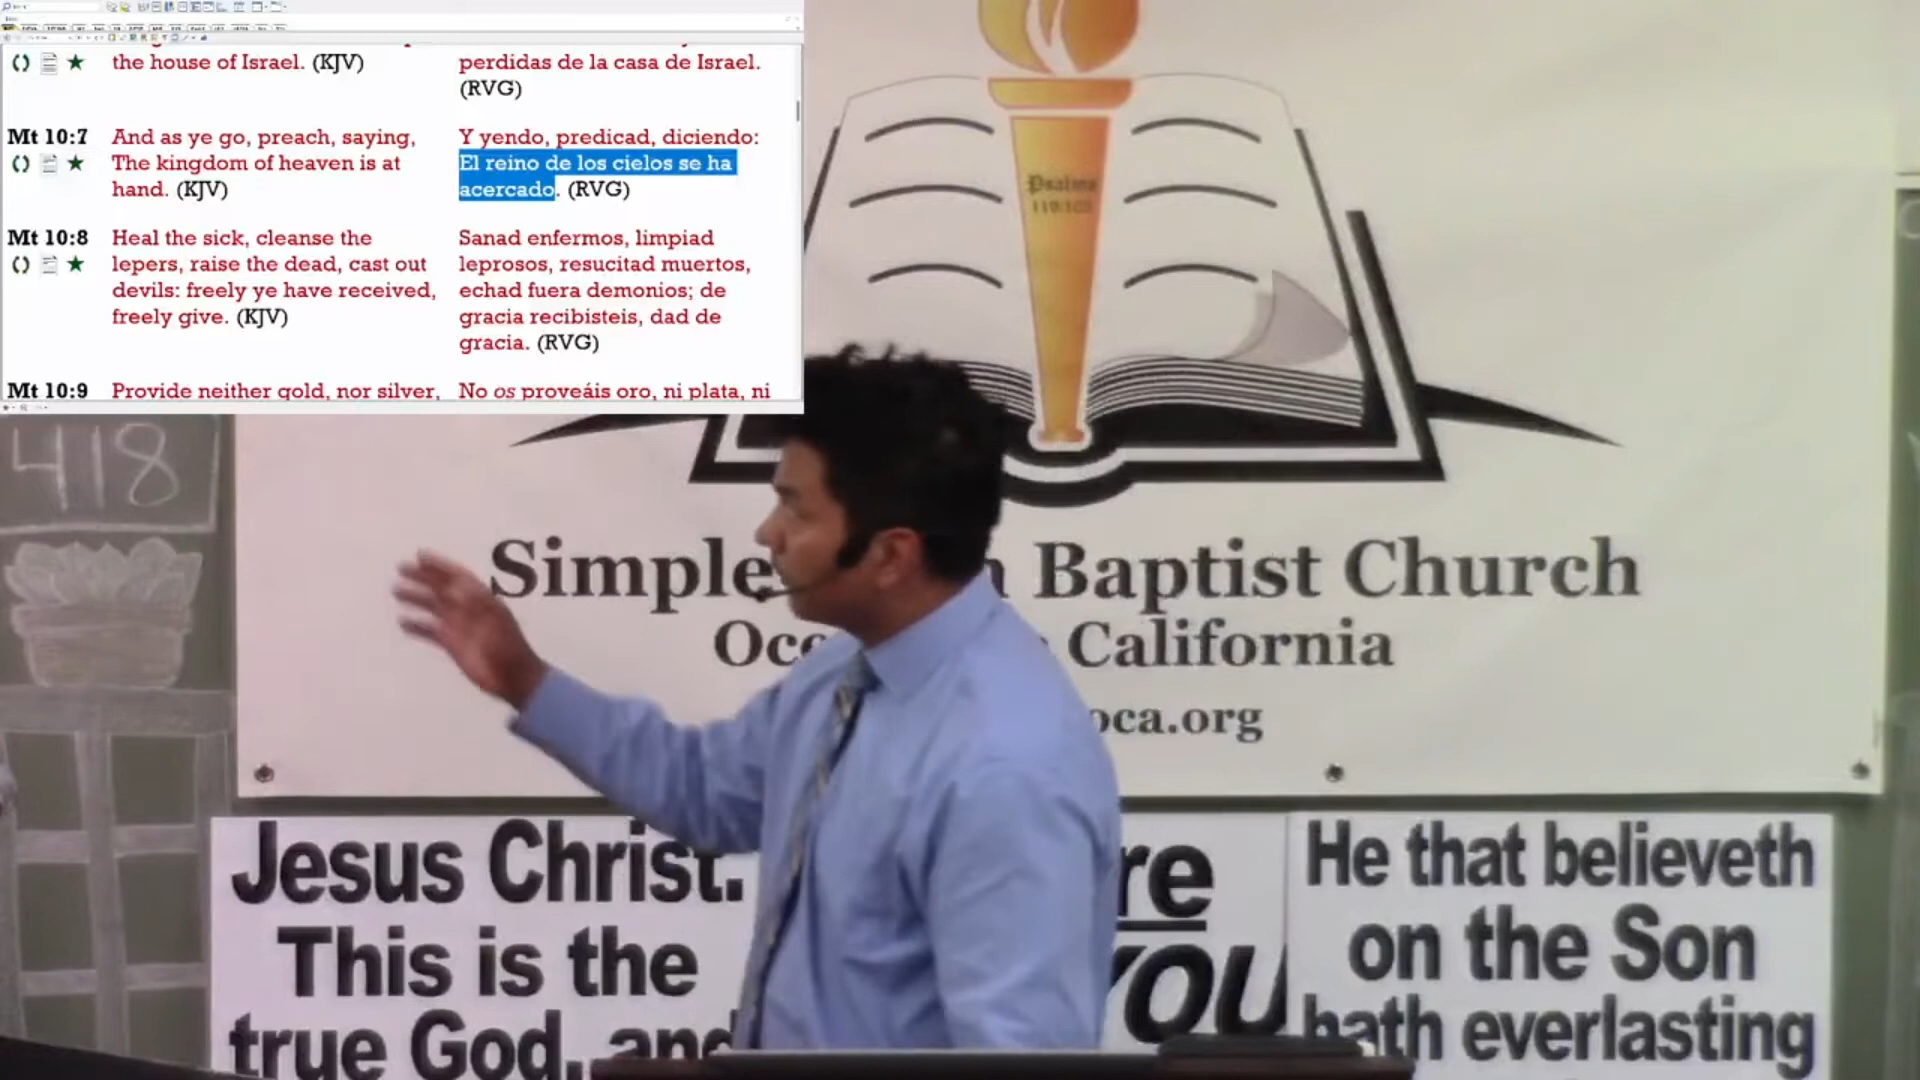 the house of Israel. (KJV)
perdidas de la casa de Israel.
(RVG)
Mt 10:7
And as ye go, preach, saying,
The kingdom of heaven is at
hand. (KJV)
Y yendo, predicad, diciendo:
El reino de los cielos se ha
acercado. (RVG)
Mt 10:8
Heal the sick, cleanse the
lepers, raise the dead, cast out
devils: freely ye have received,
freely give. (KJV)
Sanad enfermos, limpiad
leprosos, resucitad muertos,
echad fuera demonios; de
gracia recibisteis, dad de
gracia. (RVG)
Mt 10:9
Provide neither gold, nor silver,
No os proveáis oro, ni plata, ni
Psalms
418
Simple Baptist Church
California
oca.org
Jesus Christ.
This is the
true God, and
re
YOU
He that believeth
on the Son
hath everlasting